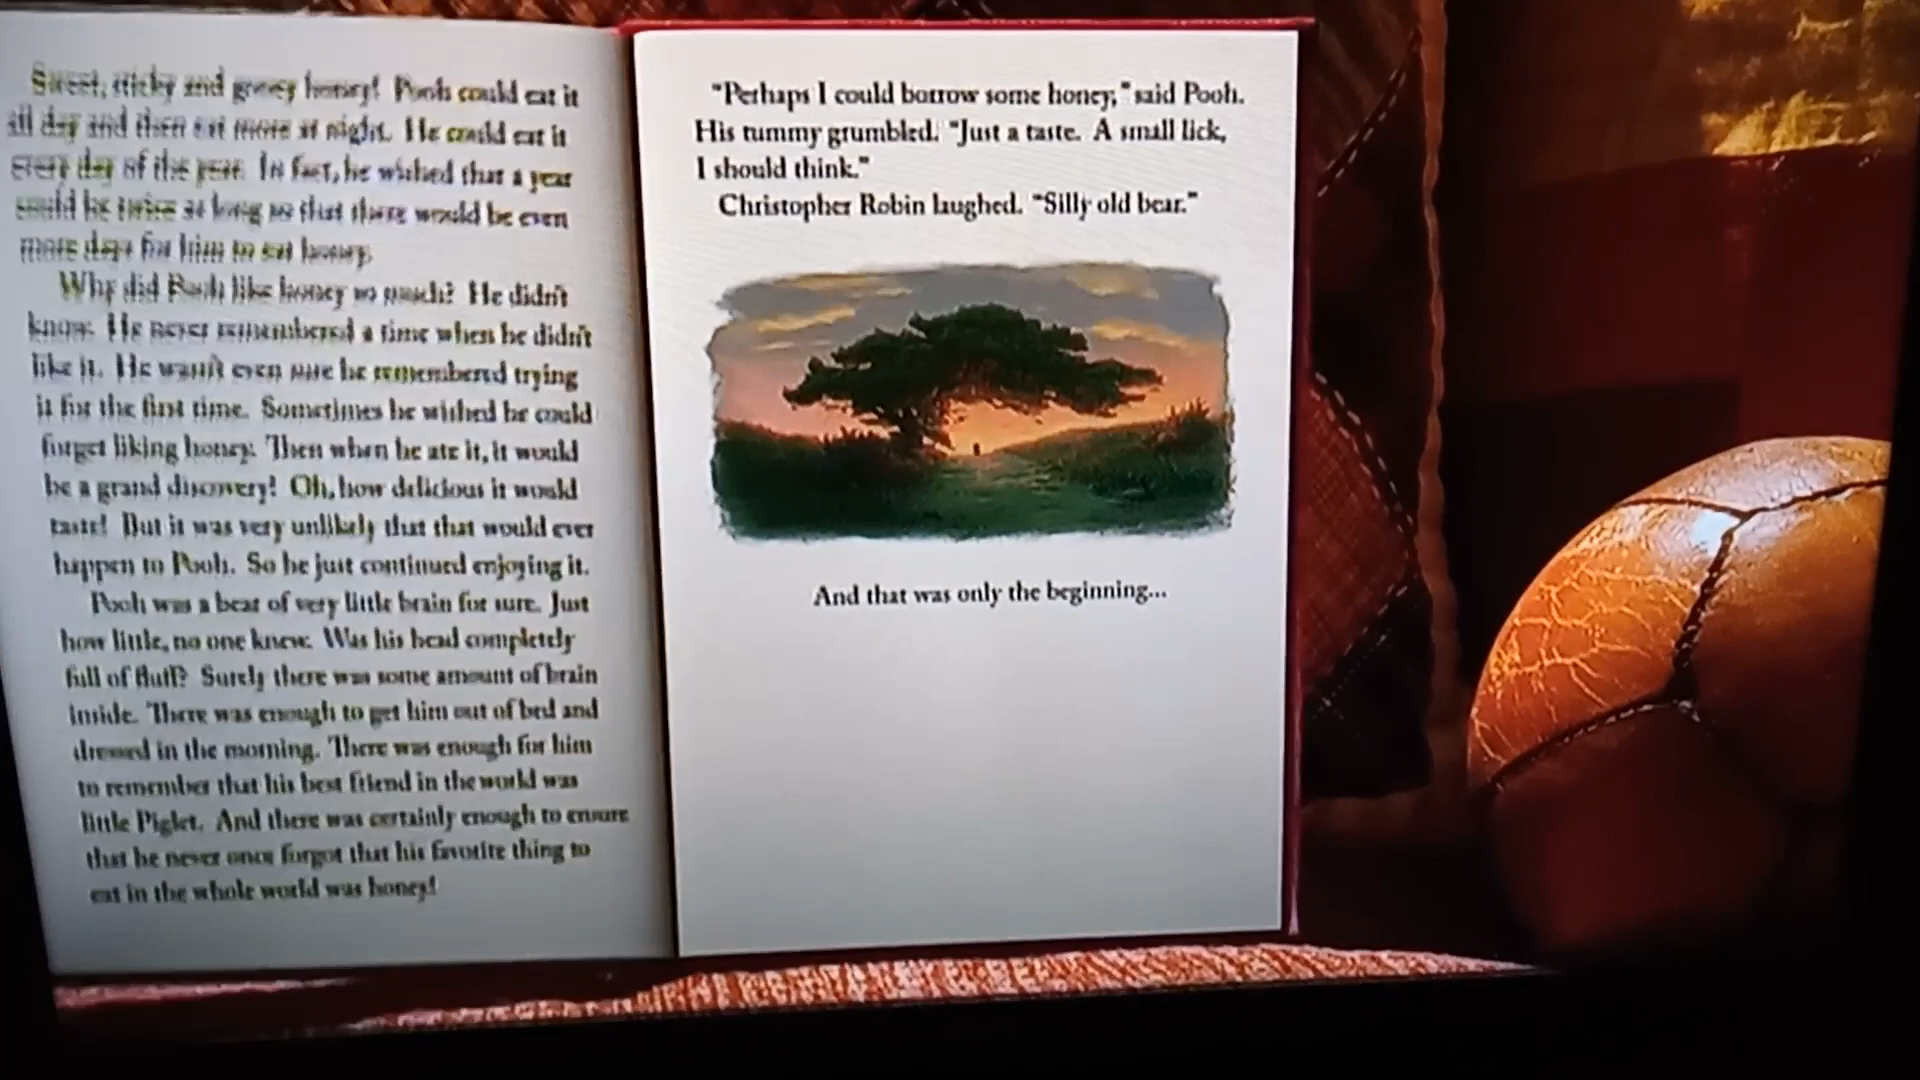 Sweet, sticky and gooey honey! Pooh could eat it
all day and then eat more at night. He could eat it
every day of the year. In fact, he wished that a year
could be twice as long so that there would be even
more days for him to eat honey.
Why did Pooh like honey so much? He didn't
know. He never remembered a time when he didn't
like it. He wasn't even sure he remembered trying
it for the first time. Sometimes he wished he could
forget liking honey. Then when he ate it, it would
be a grand discovery! Oh, how delicious it would
taste! But it was very unlikely that that would ever
happen to Pooh. So he just continued enjoying it.
Pooh was a bear of very little brain for sure. Just
how little, no one knew. Was his head completely
full of fluff? Surely there was some amount of brain
inside. There was enough to get him out of bed and
dressed in the morning. There was enough for him
to remember that his best friend in the world was
little Piglet. And there was certainly enough to ensure
that he never once forgot that his favorite thing to
eat in the whole world was honey!
"Perhaps I could borrow some honey," said Pooh.
His tummy grumbled. "Just a taste. A small lick,
I should think."
Christopher Robin laughed. "Silly old bear."
And that was only the beginning...